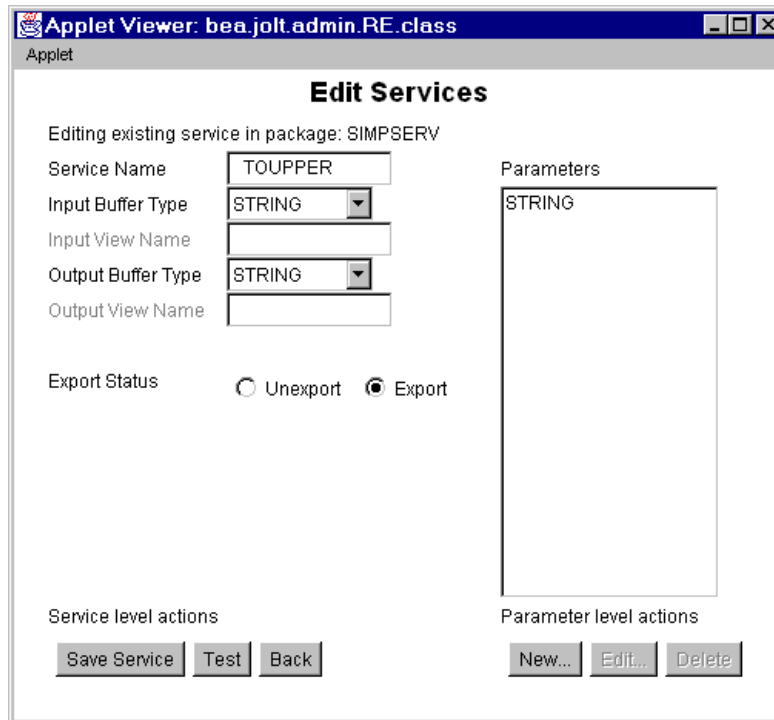 Applet Viewer: bea.jolt.admin.RE.class
Applet
Edit Services
Editing existing service in package: SIMPSERV
Service Name TOUPPER
Input Buffer Type STRING
Input View Name
Output Buffer Type STRING
Output View Name
Export Status Unexport Export
Parameters
STRING
Service level actions
Save Service Test Back
Parameter level actions
New... Edit... Delete